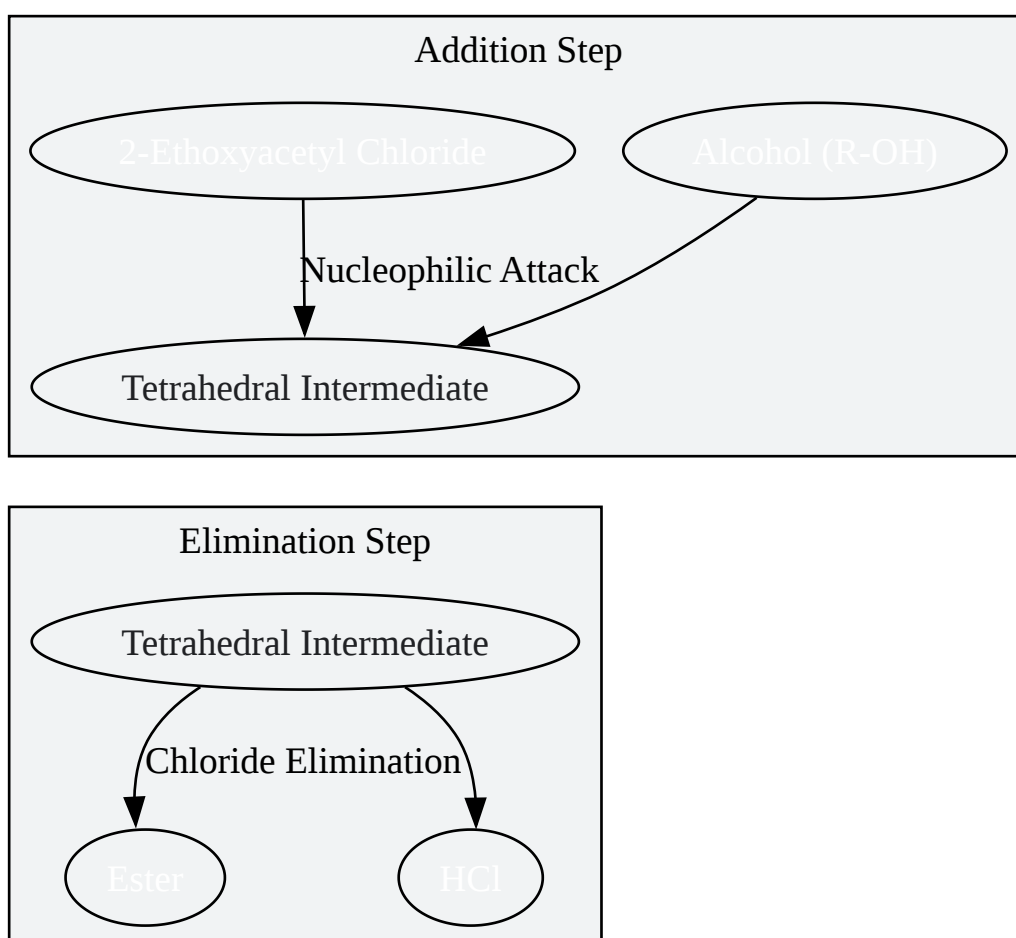 Addition Step
2-Ethoxyacetyl Chloride
Alcohol (R-OH)
Nucleophilic Attack
Tetrahedral Intermediate
Elimination Step
Tetrahedral Intermediate
Chloride Elimination
Ester
HCl